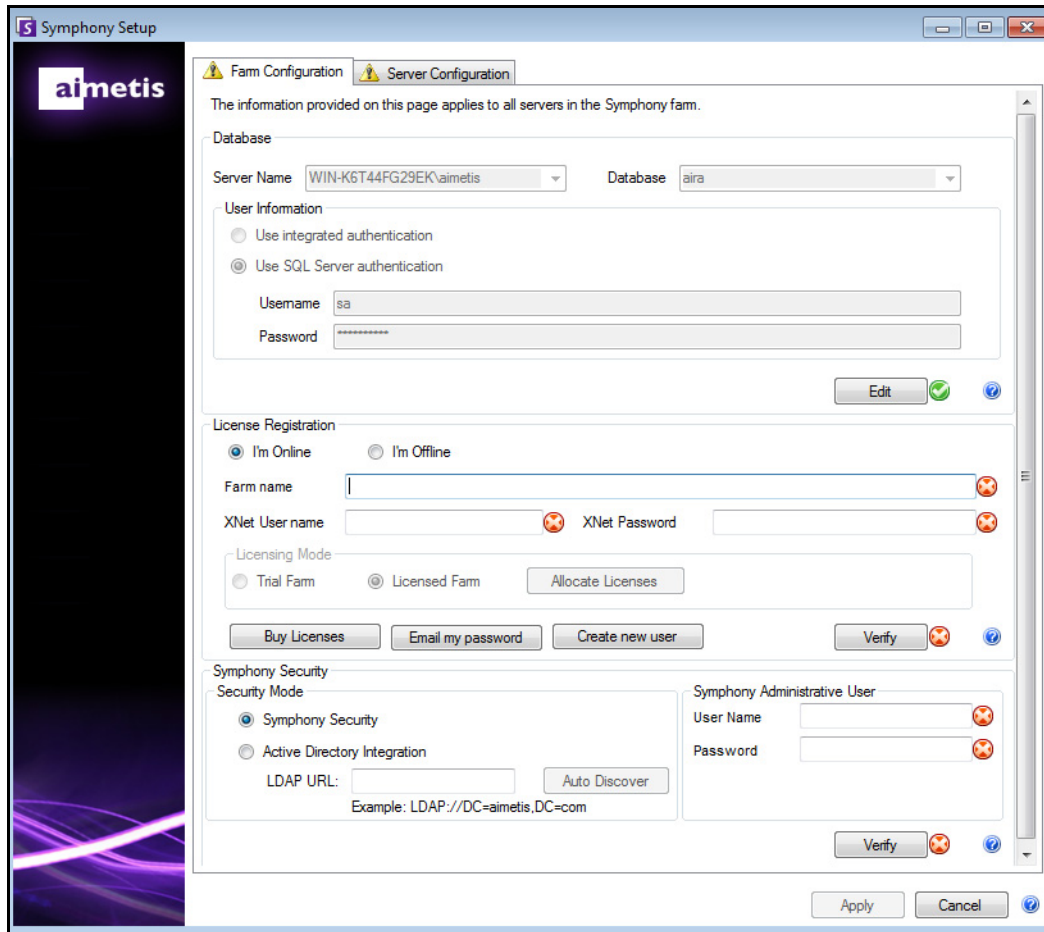 Symphony Setup
aimetis
Farm Configuration
Server Configuration
The information provided on this page applies to all servers in the Symphony farm.
Database
Server Name WIN-K6T44FG29EK\aimetis Database aira
User Information
Use integrated authentication
Use SQL Server authentication
Username sa
Password **********
Edit
License Registration
I'm Online I'm Offline
Farm name
XNet User name XNet Password
Licensing Mode
Trial Farm Licensed Farm Allocate Licenses
Buy Licenses Email my password Create new user Verify
Symphony Security
Security Mode
Symphony Security
Active Directory Integration
LDAP URL: Auto Discover
Example: LDAP://DC=aimetis,DC=com
Symphony Administrative User
User Name
Password
Verify
Apply Cancel